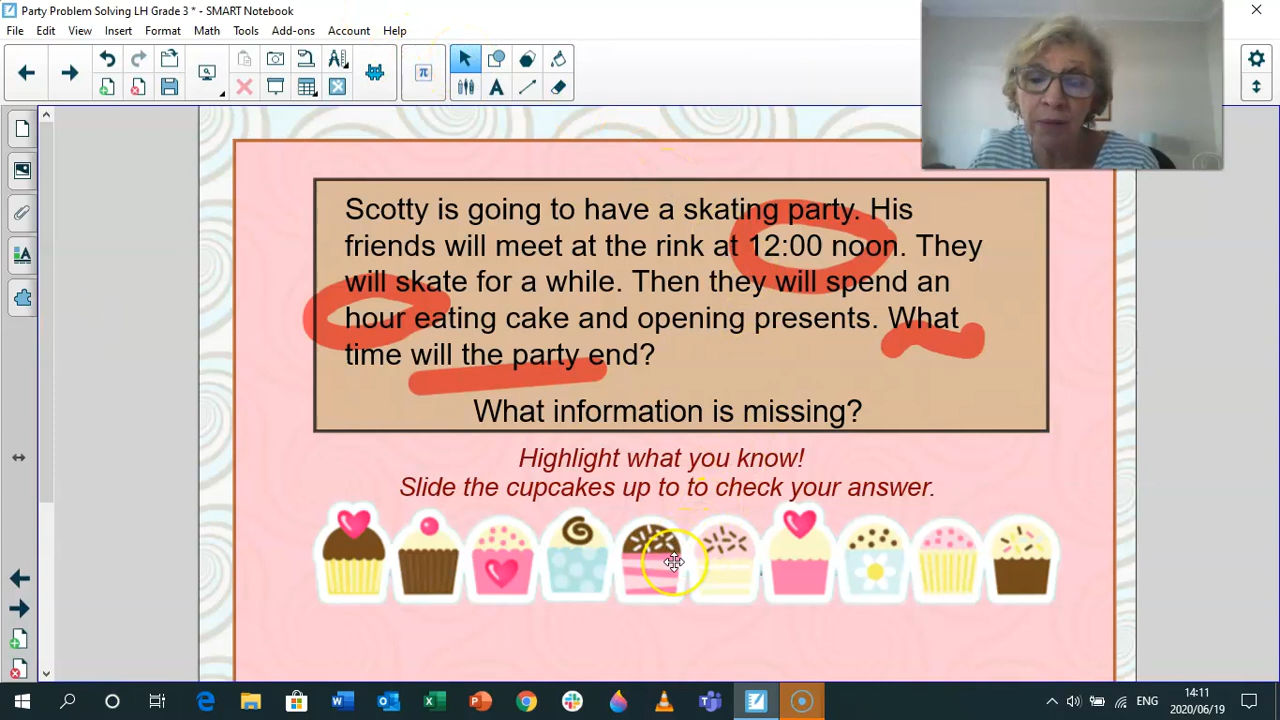 Party Problem Solving LH Grade 3 * - SMART Notebook
File Edit View Insert Format Math Tools Add-ons Account Help
π
A
Scotty is going to have a skating party. His
friends will meet at the rink at 12:00 noon. They
will skate for a while. Then they will spend an
hour eating cake and opening presents. What
time will the party end?
What information is missing?
Highlight what you know!
Slide the cupcakes up to to check your answer.
ENG
14:11
2020/06/19